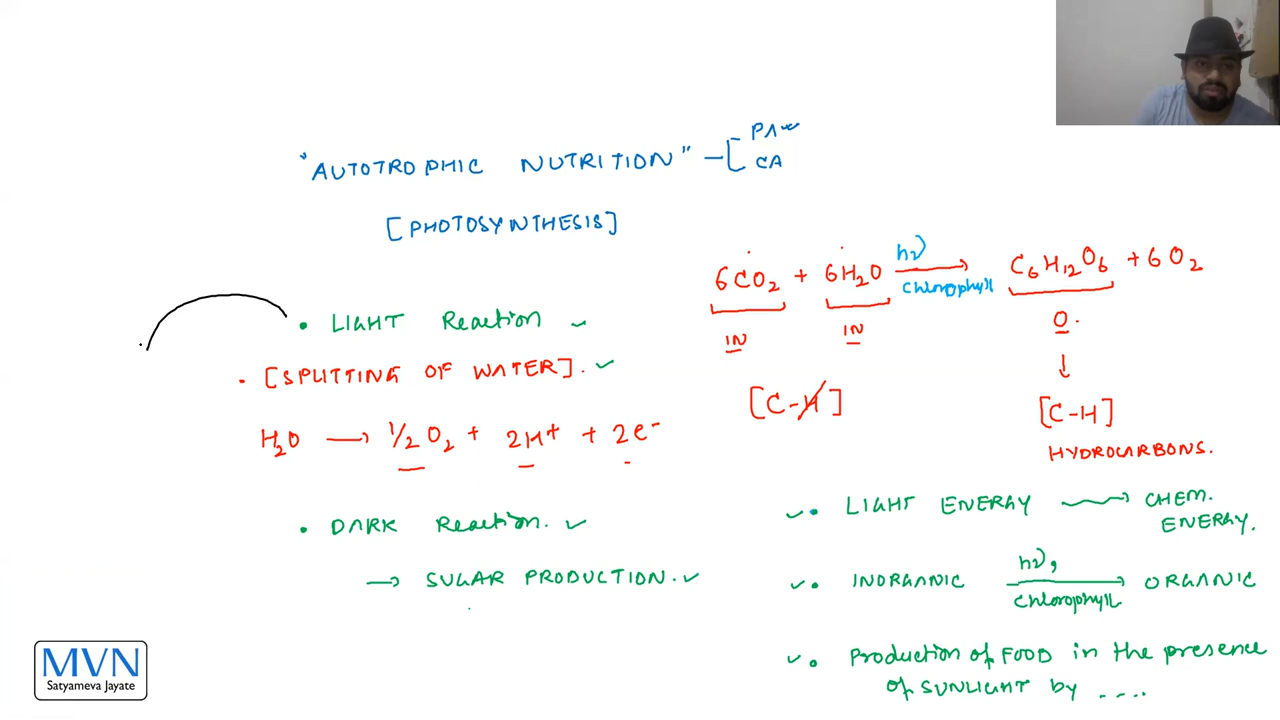 "AUTOTROPHIC NUTRITION" – [ PA
CA
[PHOTOSYNTHESIS]
6CO2 + 6H2O hν → chlorophyll C6H12O6 + 6O2
IN IN O.
↓
[C-H] [C-H]
HYDROCARBONS.
• LIGHT Reaction ✓
• [SPLITTING OF WATER]. ✓
H2O → 1/2 O2 + 2H+ + 2e-
• DARK Reaction. ✓
→ SUGAR PRODUCTION. ✓
✓ • LIGHT ENERGY → CHEM.
ENERGY.
✓ • INORGANIC hν, → chlorophyll ORGANIC
✓ • Production of FOOD in the presence
of SUNLIGHT by ----.
MVN
Satyameva Jayate